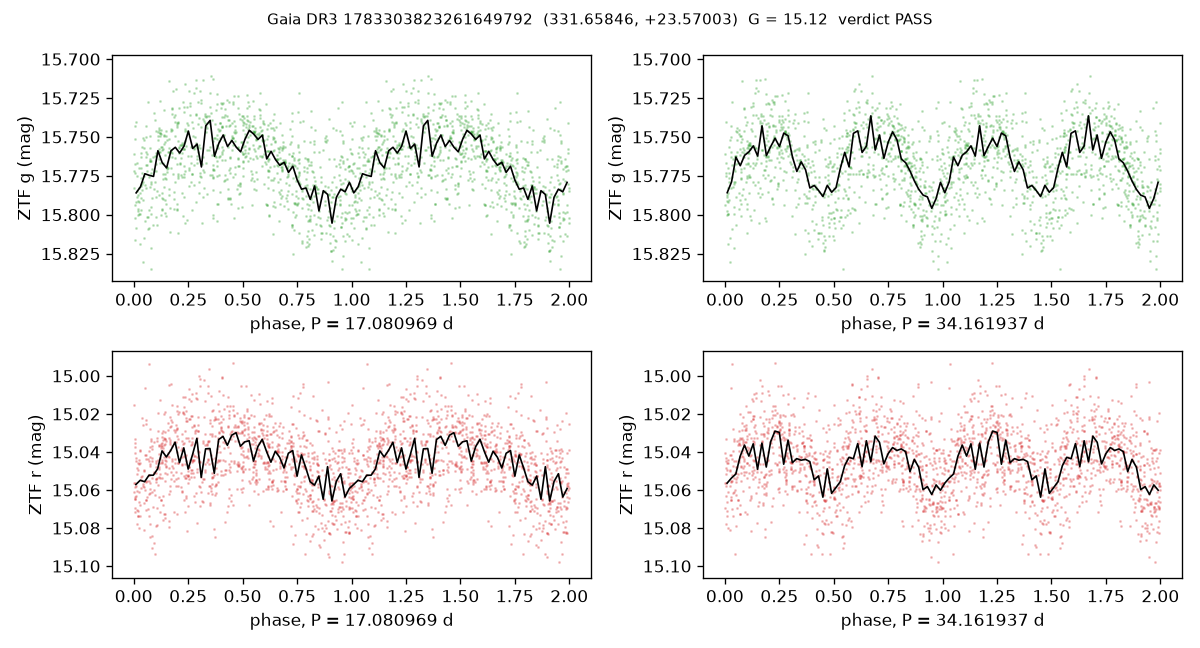 Gaia DR3 1783303823261649792 (331.65846, +23.57003) G = 15.12 verdict PASS
15.700
15.725
15.750
15.775
15.800
15.825
ZTF g (mag)
0.00 0.25 0.50 0.75 1.00 1.25 1.50 1.75 2.00
phase, P = 17.080969 d
15.700
15.725
15.750
15.775
15.800
15.825
ZTF g (mag)
0.00 0.25 0.50 0.75 1.00 1.25 1.50 1.75 2.00
phase, P = 34.161937 d
15.00
15.02
15.04
15.06
15.08
15.10
ZTF r (mag)
0.00 0.25 0.50 0.75 1.00 1.25 1.50 1.75 2.00
phase, P = 17.080969 d
15.00
15.02
15.04
15.06
15.08
15.10
ZTF r (mag)
0.00 0.25 0.50 0.75 1.00 1.25 1.50 1.75 2.00
phase, P = 34.161937 d